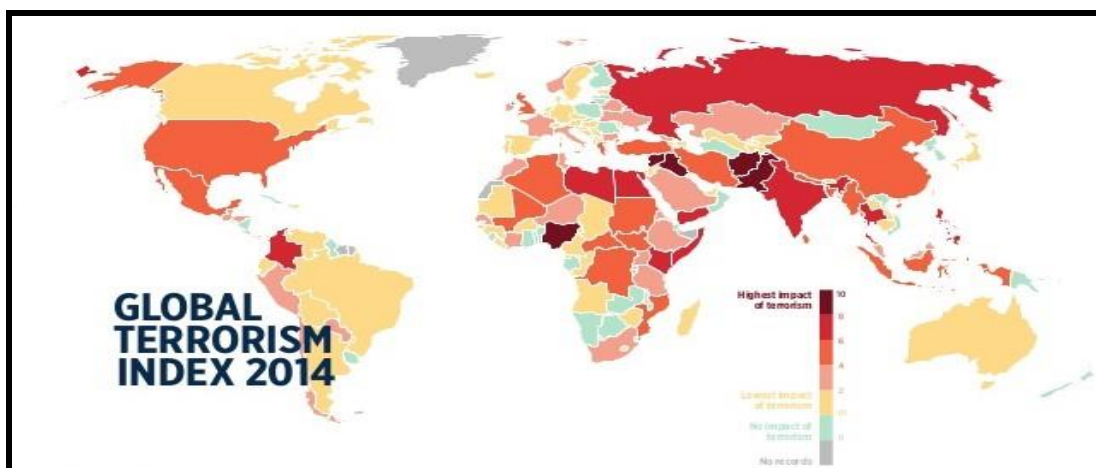 GLOBAL
TERRORISM
INDEX 2014
Highest impact
of terrorism
10
8
6
4
2
Lowest impact
of terrorism
0
No impact of
terrorism
0
No records